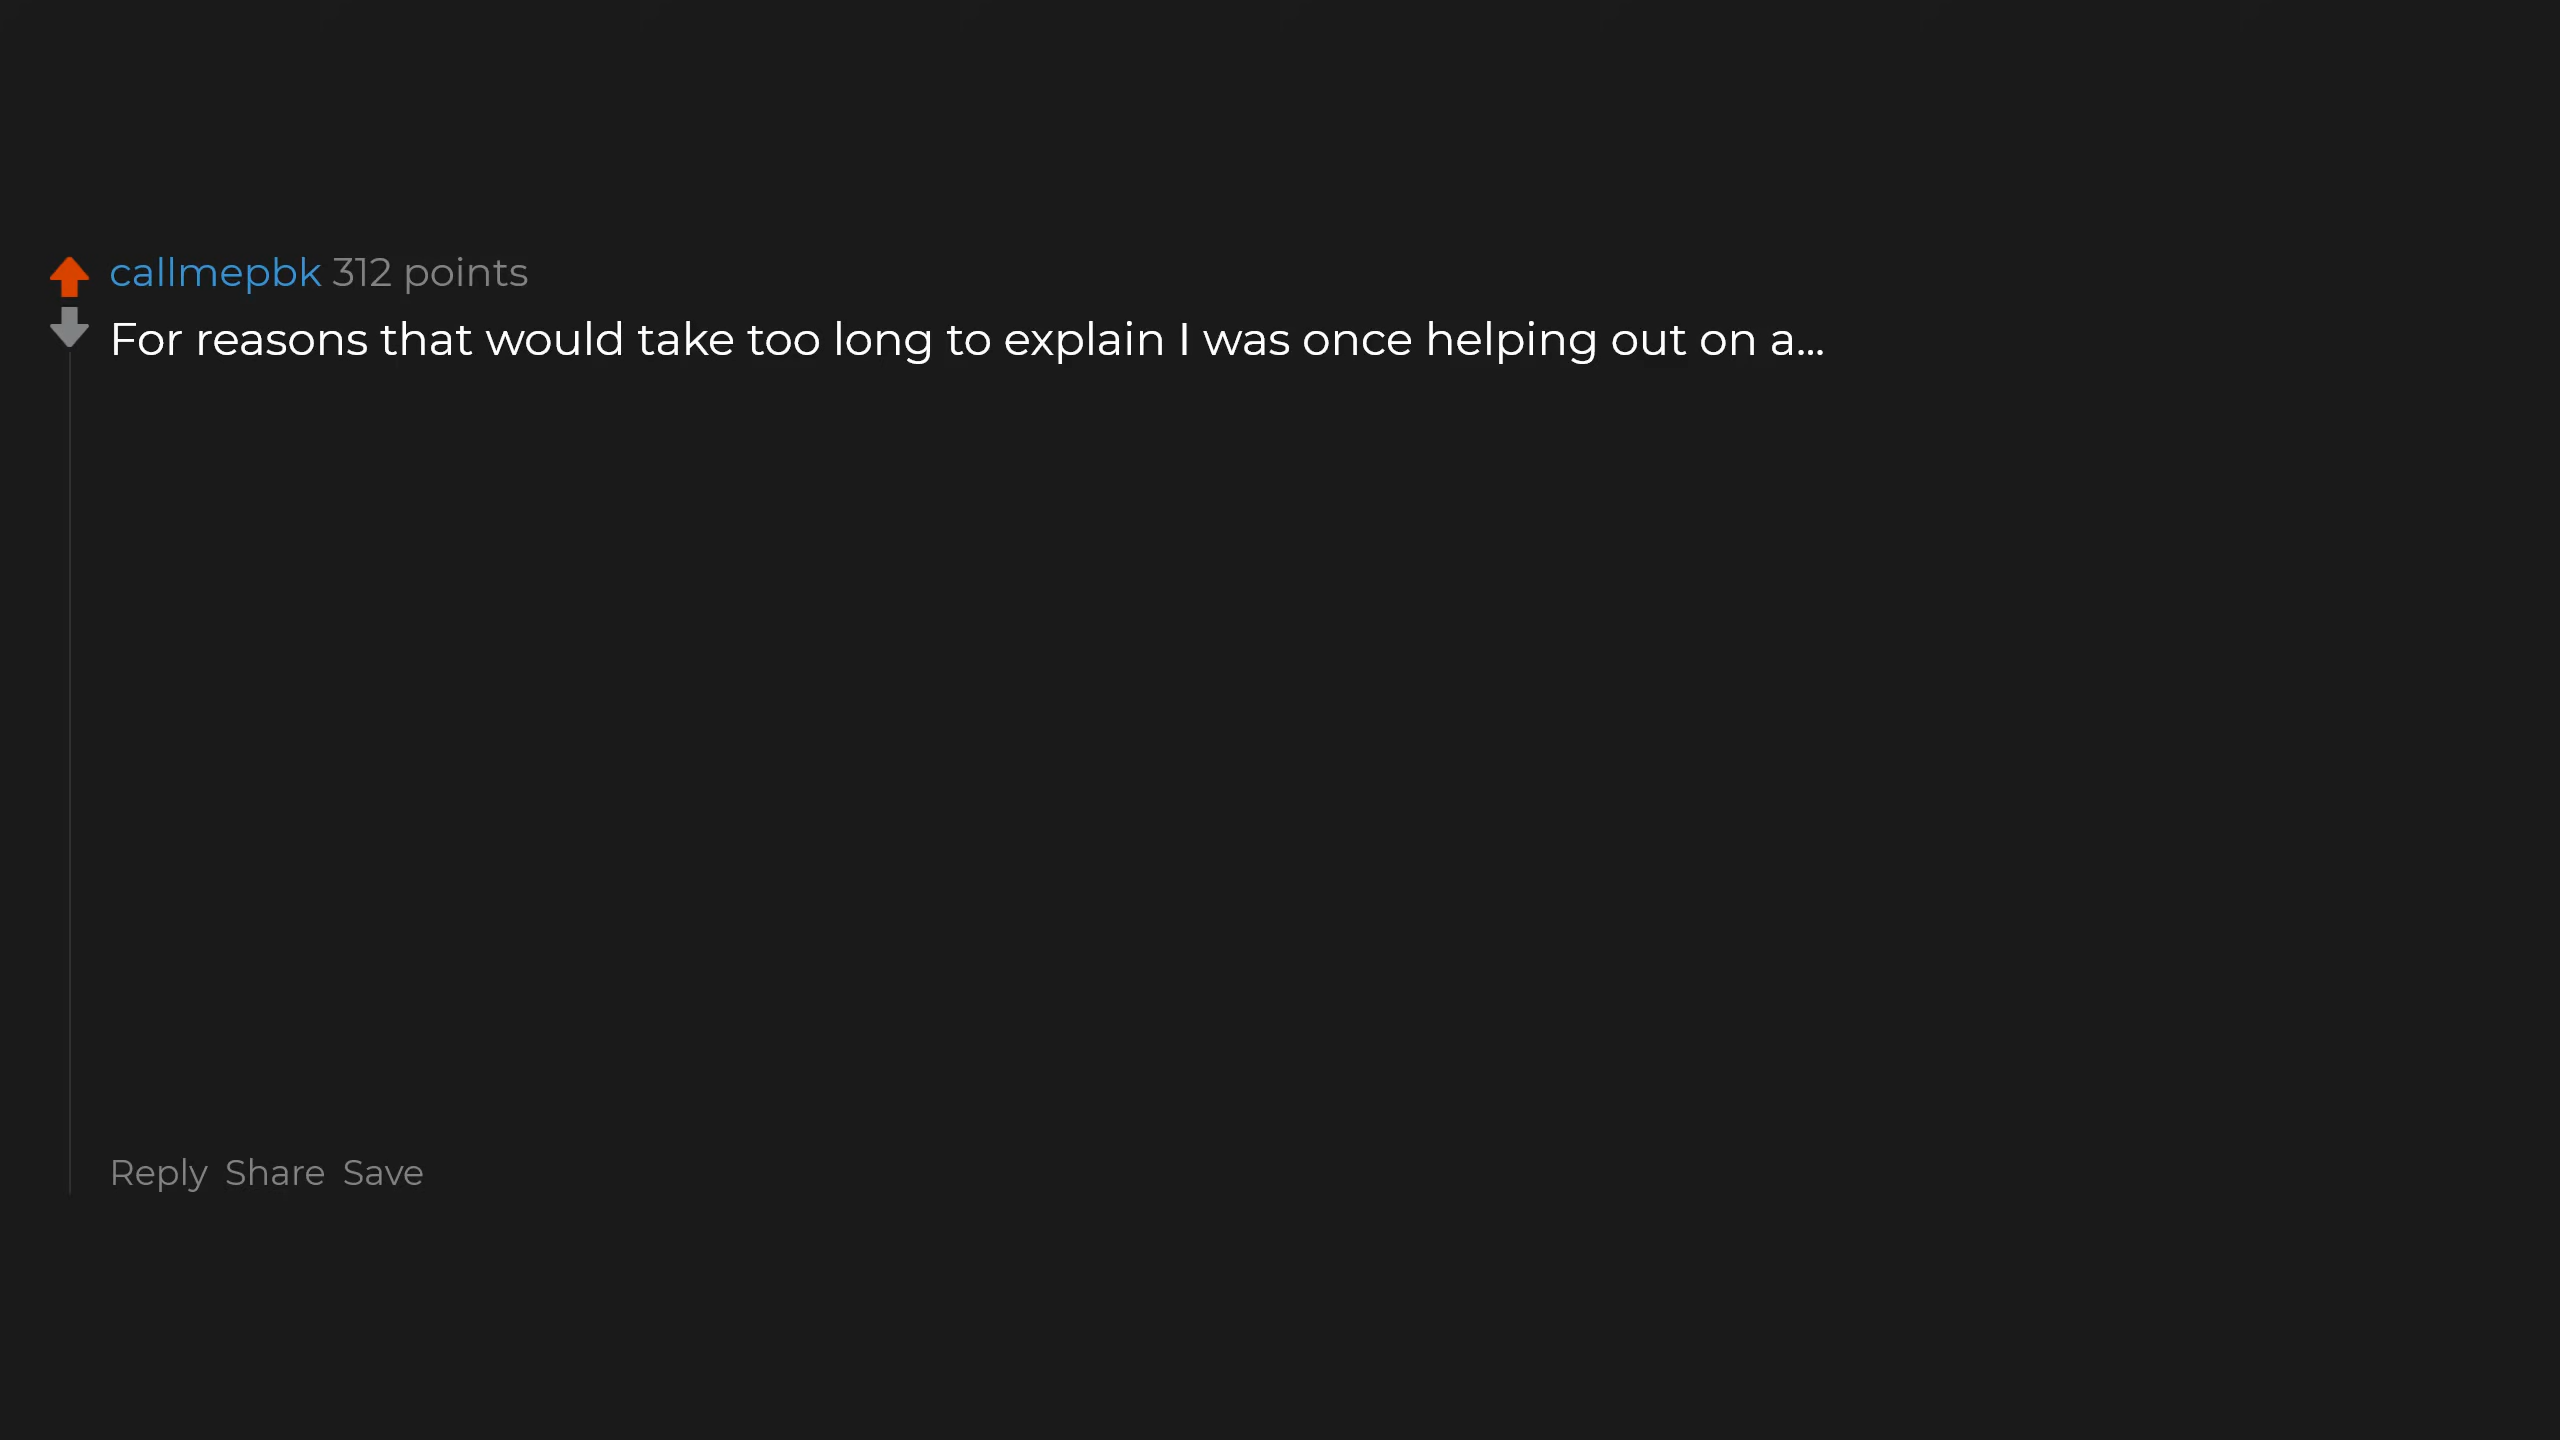 callmepbk 312 points
For reasons that would take too long to explain I was once helping out on a...
Reply Share Save